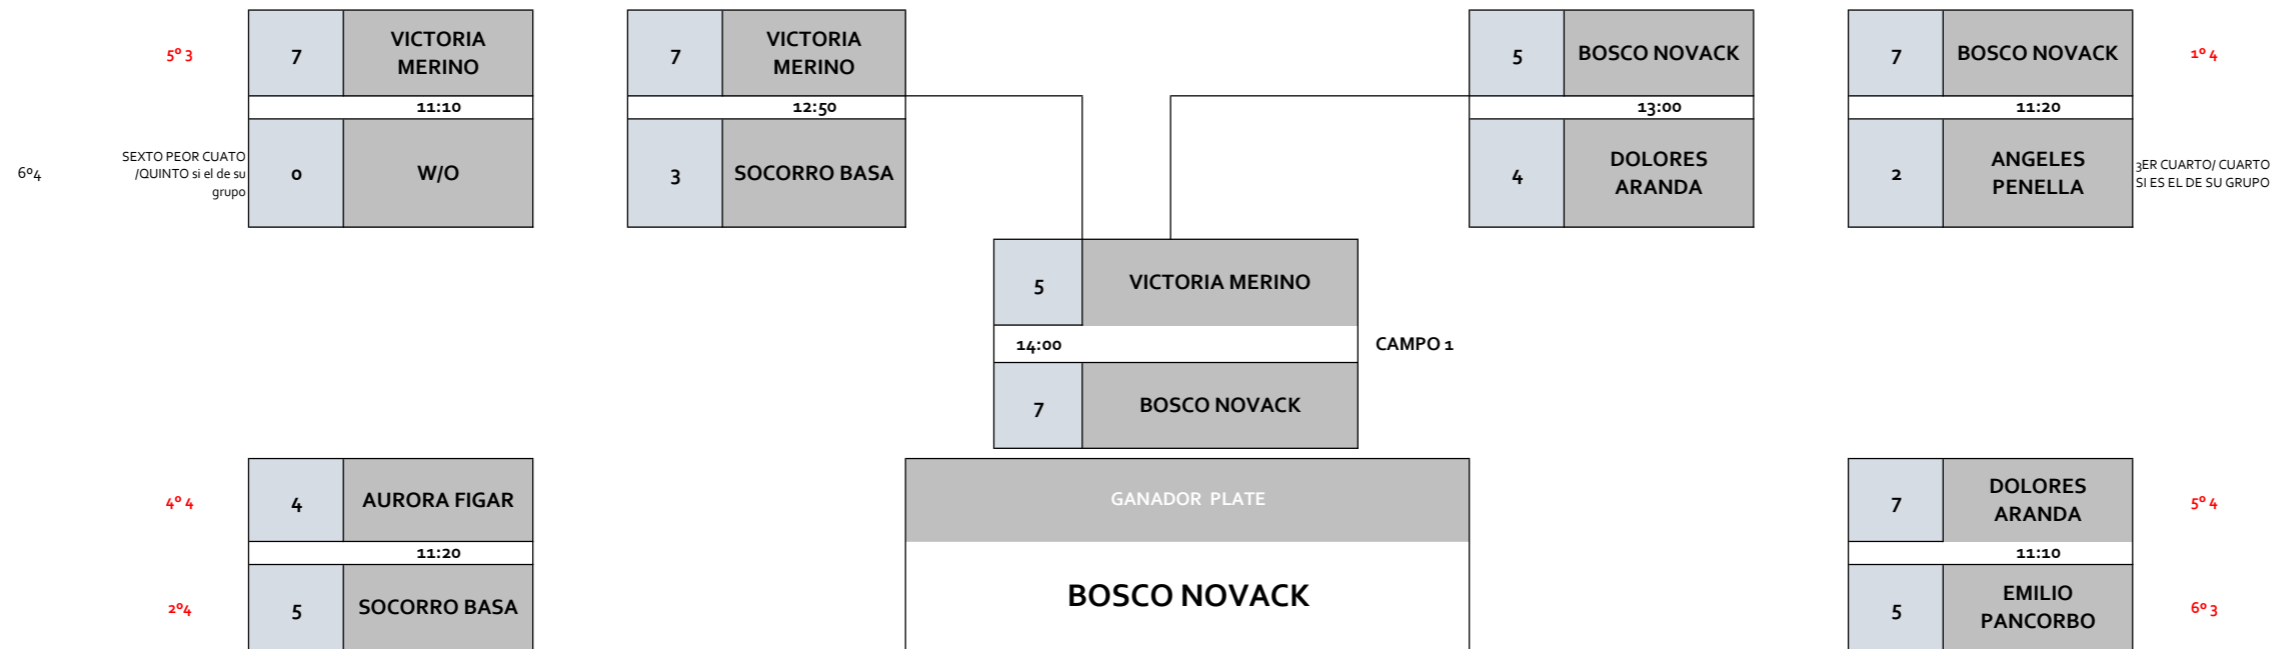 5º 3
7
VICTORIA
MERINO
11:10
6º4
SEXTO PEOR CUATO
/QUINTO si el de su
grupo
0
W/O
7
VICTORIA
MERINO
12:50
3
SOCORRO BASA
5
BOSCO NOVACK
13:00
4
DOLORES
ARANDA
7
BOSCO NOVACK
1º 4
11:20
2
ANGELES
PENELLA
3ER CUARTO/ CUARTO
SI ES EL DE SU GRUPO
5
VICTORIA MERINO
14:00
CAMPO 1
7
BOSCO NOVACK
4º 4
4
AURORA FIGAR
11:20
2º4
5
SOCORRO BASA
GANADOR PLATE
BOSCO NOVACK
7
DOLORES
ARANDA
5º 4
11:10
5
EMILIO
PANCORBO
6º 3